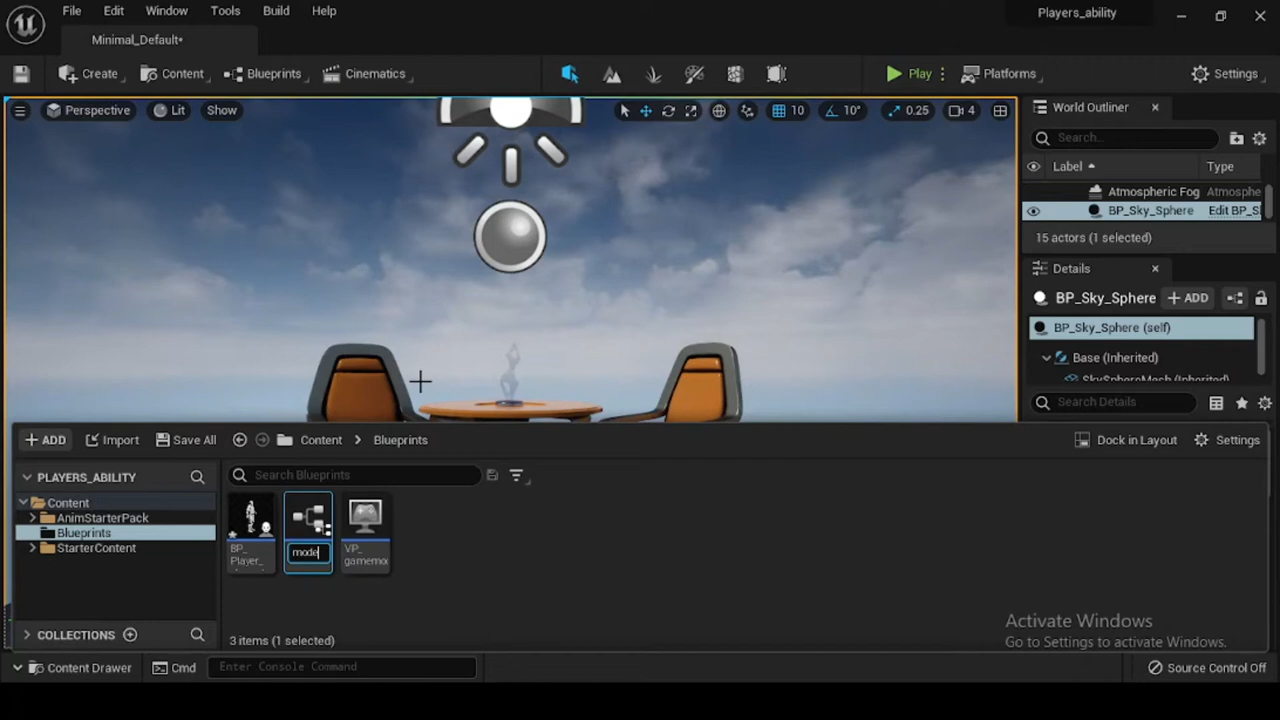 File Edit Window Tools Build Help
Players_ability
Minimal_Default*
Create Content Blueprints Cinematics Play Platforms Settings
Perspective Lit Show 10 10° 0.25 4
World Outliner
Search...
Label Type
Atmospheric Fog Atmosphe
BP_Sky_Sphere Edit BP_S
15 actors (1 selected)
Details
BP_Sky_Sphere ADD
BP_Sky_Sphere (self)
Base (Inherited)
SkySphereMesh (Inherited)
Search Details
ADD Import Save All Content Blueprints Dock in Layout Settings
PLAYERS_ABILITY
Search Blueprints
Content
AnimStarterPack
Blueprints
StarterContent
BP_
Player_
mode
VP_
gamemo
COLLECTIONS
3 items (1 selected)
Activate Windows
Go to Settings to activate Windows.
Content Drawer Cmd Enter Console Command Source Control Off